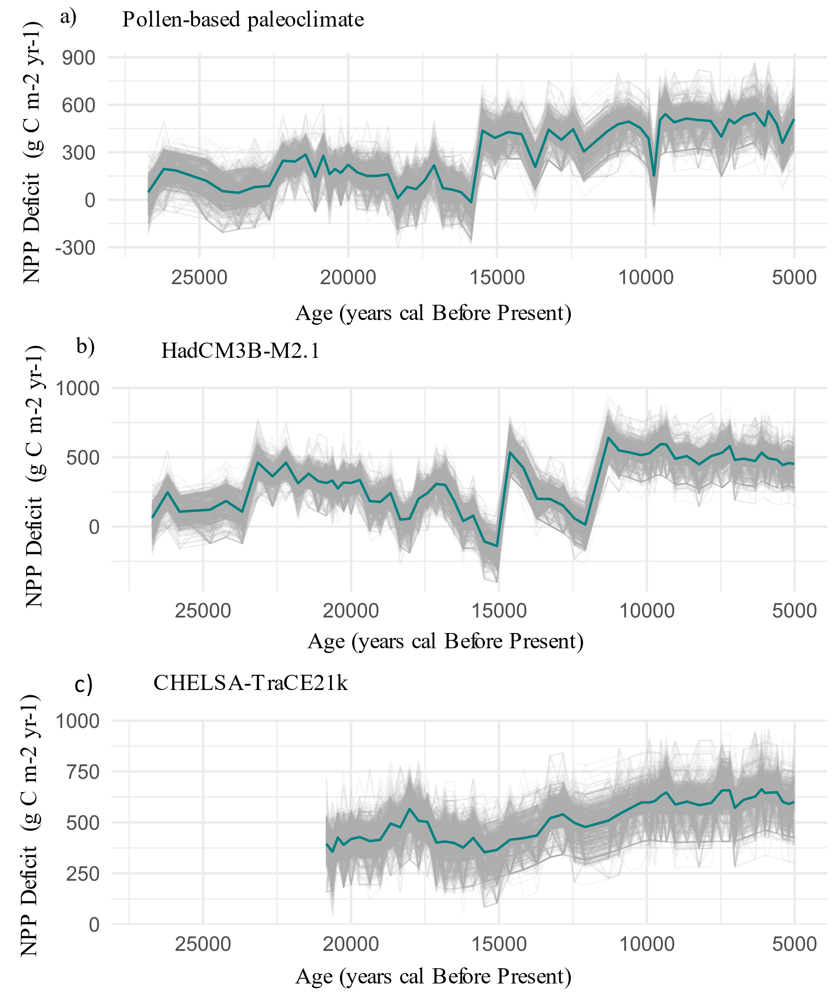 a) Pollen-based paleoclimate
NPP Deficit (g C m-2 yr-1)
900
600
300
0
-300
25000 20000 15000 10000 5000
Age (years cal Before Present)
b) HadCM3B-M2.1
NPP Deficit (g C m-2 yr-1)
1000
500
0
25000 20000 15000 10000 5000
Age (years cal Before Present)
c) CHELSA-TraCE21k
NPP Deficit (g C m-2 yr-1)
1000
750
500
250
0
25000 20000 15000 10000 5000
Age (years cal Before Present)